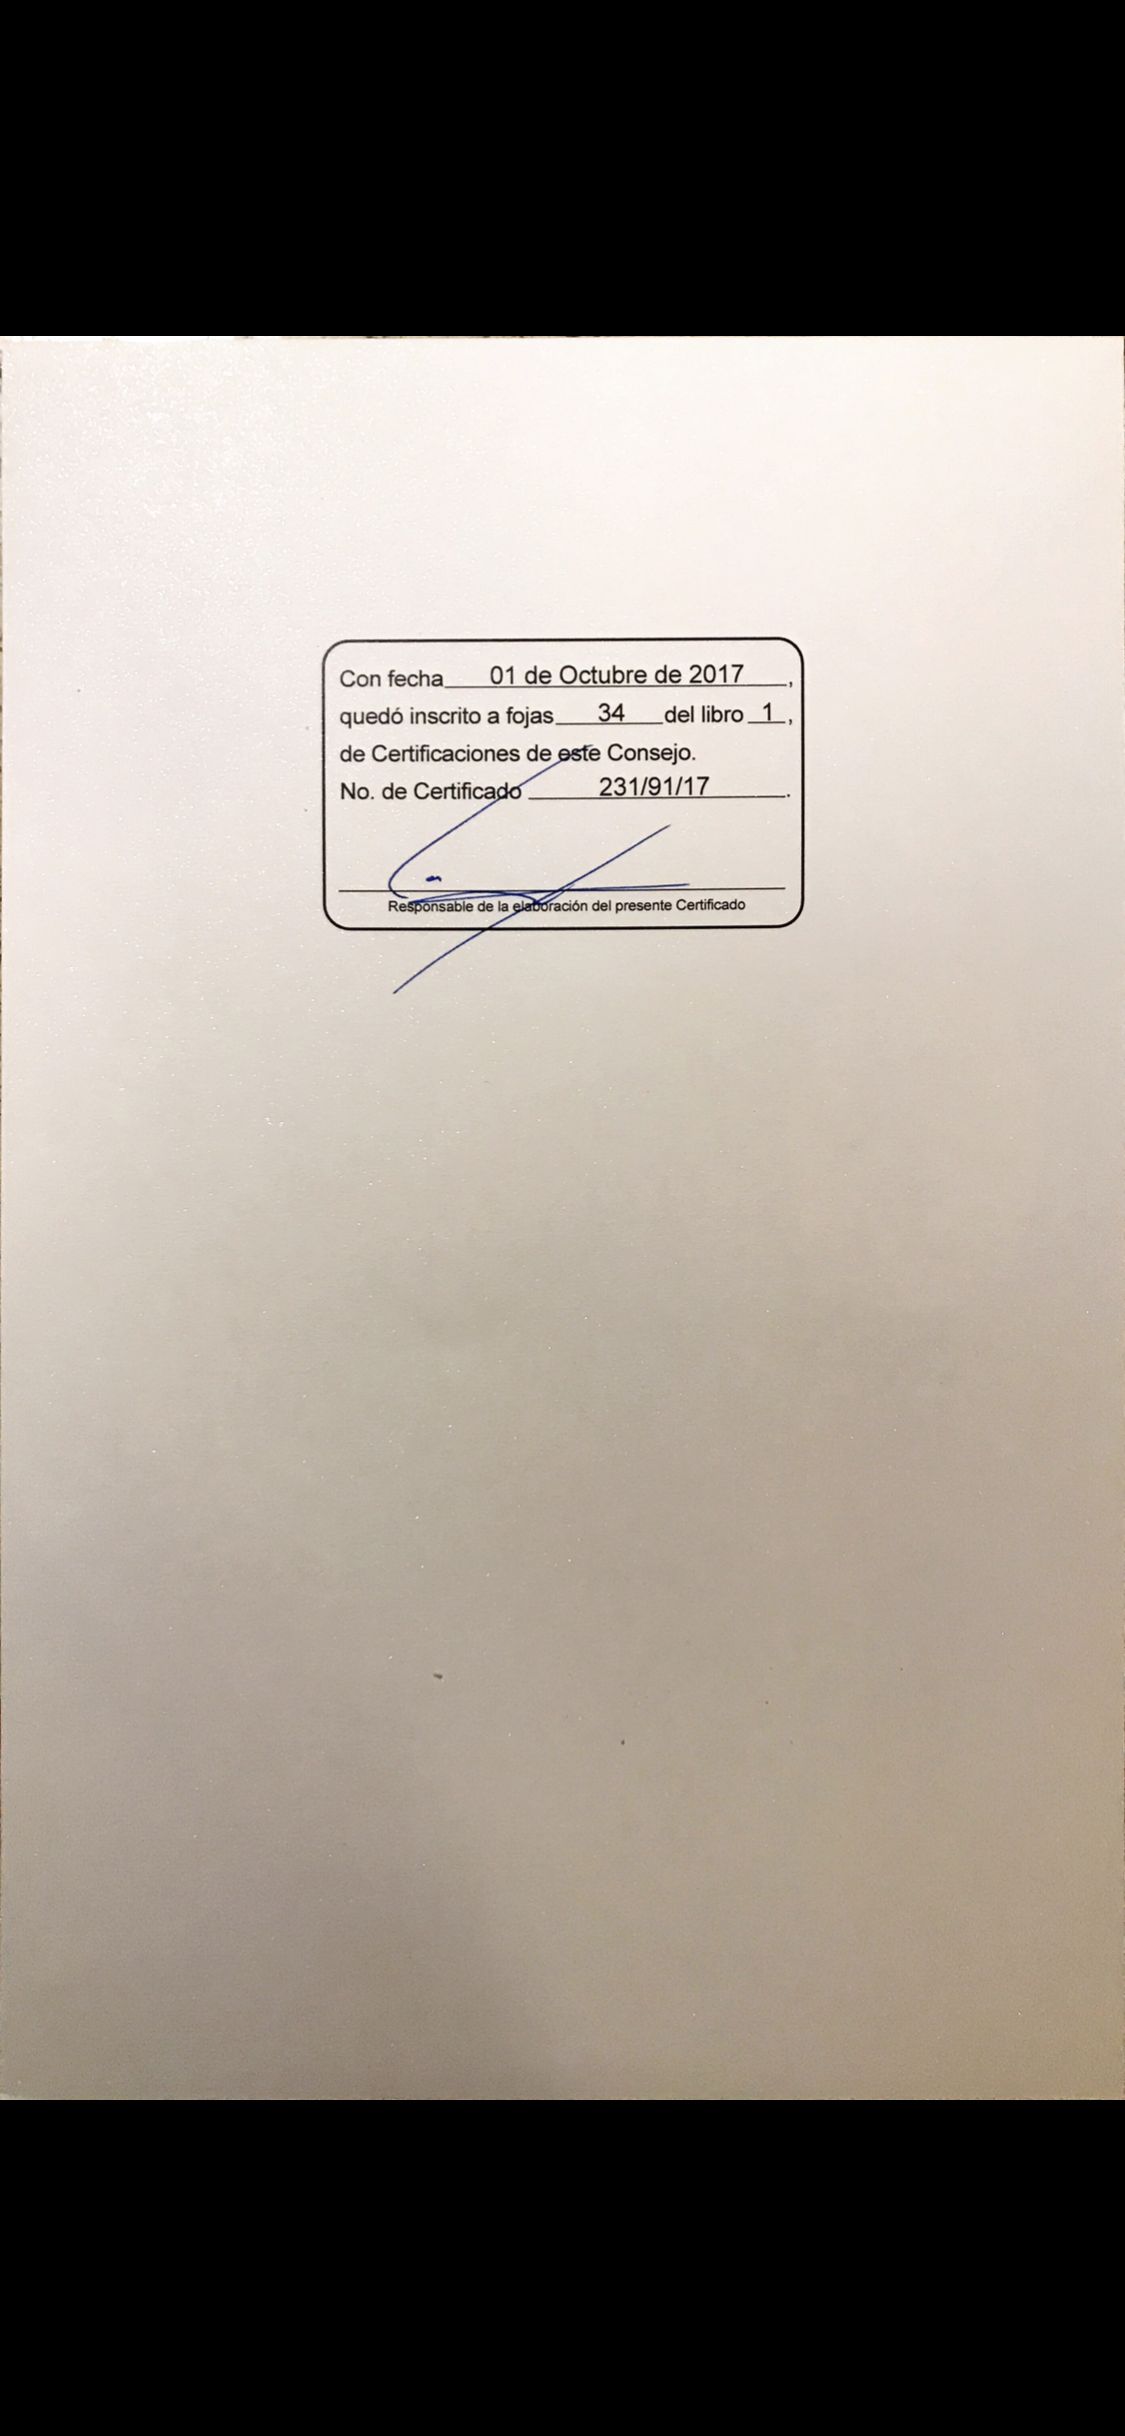 Con fecha 01 de Octubre de 2017,
quedó inscrito a fojas 34 del libro 1,
de Certificaciones de este Consejo.
No. de Certificado 231/91/17.
Responsable de la elaboración del presente Certificado